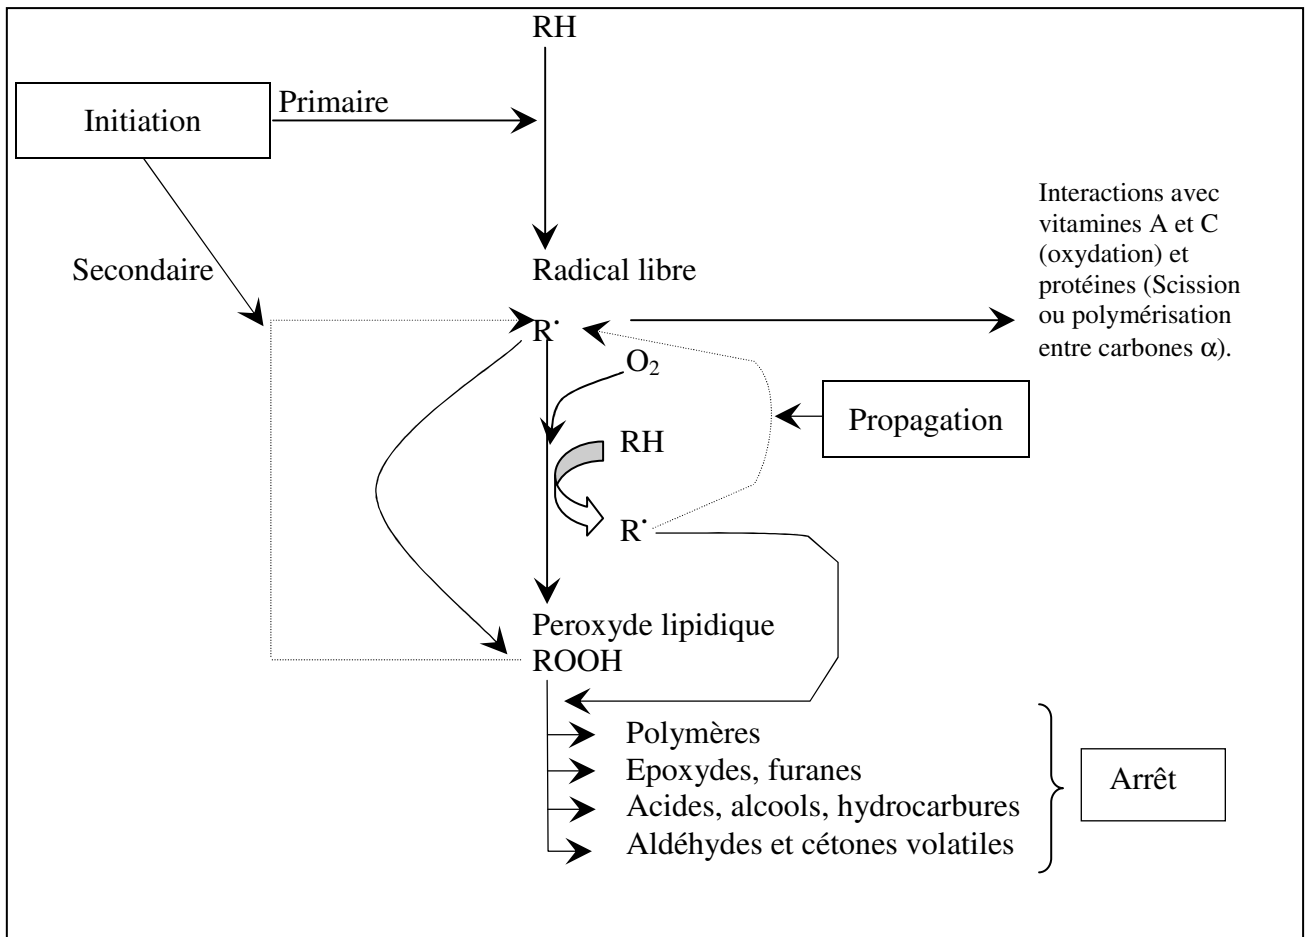 RH
Primaire
Initiation
Interactions avec
vitamines A et C
(oxydation) et
protéines (Scission
ou polymérisation
entre carbones α).
Secondaire
Radical libre
R•
O₂
Propagation
RH
R•
Peroxyde lipidique
ROOH
Polymères
Epoxydes, furanes
Acides, alcools, hydrocarbures
Aldéhydes et cétones volatiles
Arrêt